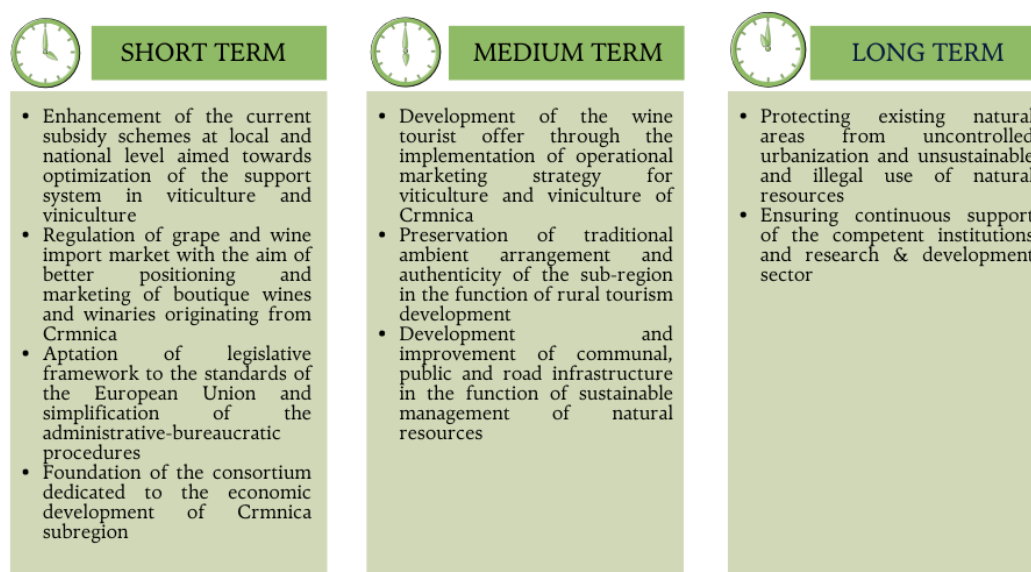 SHORT TERM
• Enhancement of the current
subsidy schemes at local and
national level aimed towards
optimization of the support
system in viticulture and
viniculture
• Regulation of grape and wine
import market with the aim of
better positioning and
marketing of boutique wines
and winaries originating from
Crmnica
• Aptation of legislative
framework to the standards of
the European Union and
simplification of the
administrative-bureaucratic
procedures
• Foundation of the consortium
dedicated to the economic
development of Crmnica
subregion
MEDIUM TERM
• Development of the wine
tourist offer through the
implementation of operational
marketing strategy for
viticulture and viniculture of
Crmnica
• Preservation of traditional
ambient arrangement and
authenticity of the sub-region
in the function of rural tourism
development
• Development and
improvement of communal,
public and road infrastructure
in the function of sustainable
management of natural
resources
LONG TERM
• Protecting existing natural
areas from uncontrolled
urbanization and unsustainable
and illegal use of natural
resources
• Ensuring continuous support
of the competent institutions
and research & development
sector